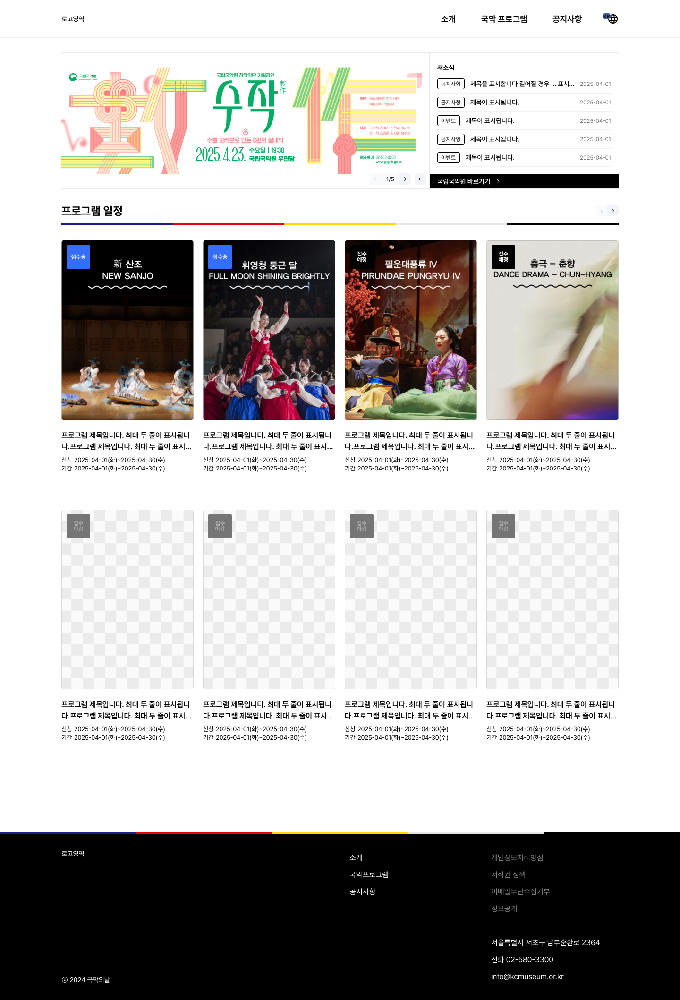 로고영역
소개
국악 프로그램
공지사항
KR
국립국악원
National Gugak Center
국립국악원 창작악단 기획공연
수작
數作
수를 모티브로 만든 8편의 실내악
2025.4.23. 수요일 | 19:30
국립국악원 우면당
출연 국립국악원 창작악단
예술감독 권성택
문의·예매 02-580-3300
www.gugak.go.kr
1/5
새소식
공지사항 제목을 표시합니다 길어질 경우 ... 표시... 2025-04-01
공지사항 제목이 표시됩니다. 2025-04-01
이벤트 제목이 표시됩니다. 2025-04-01
공지사항 제목이 표시됩니다. 2025-04-01
이벤트 제목이 표시됩니다. 2025-04-01
국립국악원 바로가기
프로그램 일정
접수중
新 산조
NEW SANJO
프로그램 제목입니다. 최대 두 줄이 표시됩니
다.프로그램 제목입니다. 최대 두 줄이 표시...
신청 2025-04-01(화)~2025-04-30(수)
기간 2025-04-01(화)~2025-04-30(수)
접수중
휘영청 둥근 달
FULL MOON SHINING BRIGHTLY
프로그램 제목입니다. 최대 두 줄이 표시됩니
다.프로그램 제목입니다. 최대 두 줄이 표시...
신청 2025-04-01(화)~2025-04-30(수)
기간 2025-04-01(화)~2025-04-30(수)
접수
예정
필운대풍류 IV
PIRUNDAE PUNGRYU IV
프로그램 제목입니다. 최대 두 줄이 표시됩니
다.프로그램 제목입니다. 최대 두 줄이 표시...
신청 2025-04-01(화)~2025-04-30(수)
기간 2025-04-01(화)~2025-04-30(수)
접수
예정
춤극 - 춘향
DANCE DRAMA - CHUN-HYANG
프로그램 제목입니다. 최대 두 줄이 표시됩니
다.프로그램 제목입니다. 최대 두 줄이 표시...
신청 2025-04-01(화)~2025-04-30(수)
기간 2025-04-01(화)~2025-04-30(수)
접수
마감
프로그램 제목입니다. 최대 두 줄이 표시됩니
다.프로그램 제목입니다. 최대 두 줄이 표시...
신청 2025-04-01(화)~2025-04-30(수)
기간 2025-04-01(화)~2025-04-30(수)
접수
마감
프로그램 제목입니다. 최대 두 줄이 표시됩니
다.프로그램 제목입니다. 최대 두 줄이 표시...
신청 2025-04-01(화)~2025-04-30(수)
기간 2025-04-01(화)~2025-04-30(수)
접수
마감
프로그램 제목입니다. 최대 두 줄이 표시됩니
다.프로그램 제목입니다. 최대 두 줄이 표시...
신청 2025-04-01(화)~2025-04-30(수)
기간 2025-04-01(화)~2025-04-30(수)
접수
마감
프로그램 제목입니다. 최대 두 줄이 표시됩니
다.프로그램 제목입니다. 최대 두 줄이 표시...
신청 2025-04-01(화)~2025-04-30(수)
기간 2025-04-01(화)~2025-04-30(수)
로고영역
ⓒ 2024 국악의날
소개
국악프로그램
공지사항
개인정보처리방침
저작권 정책
이메일무단수집거부
정보공개
서울특별시 서초구 남부순환로 2364
전화 02-580-3300
info@kcmuseum.or.kr